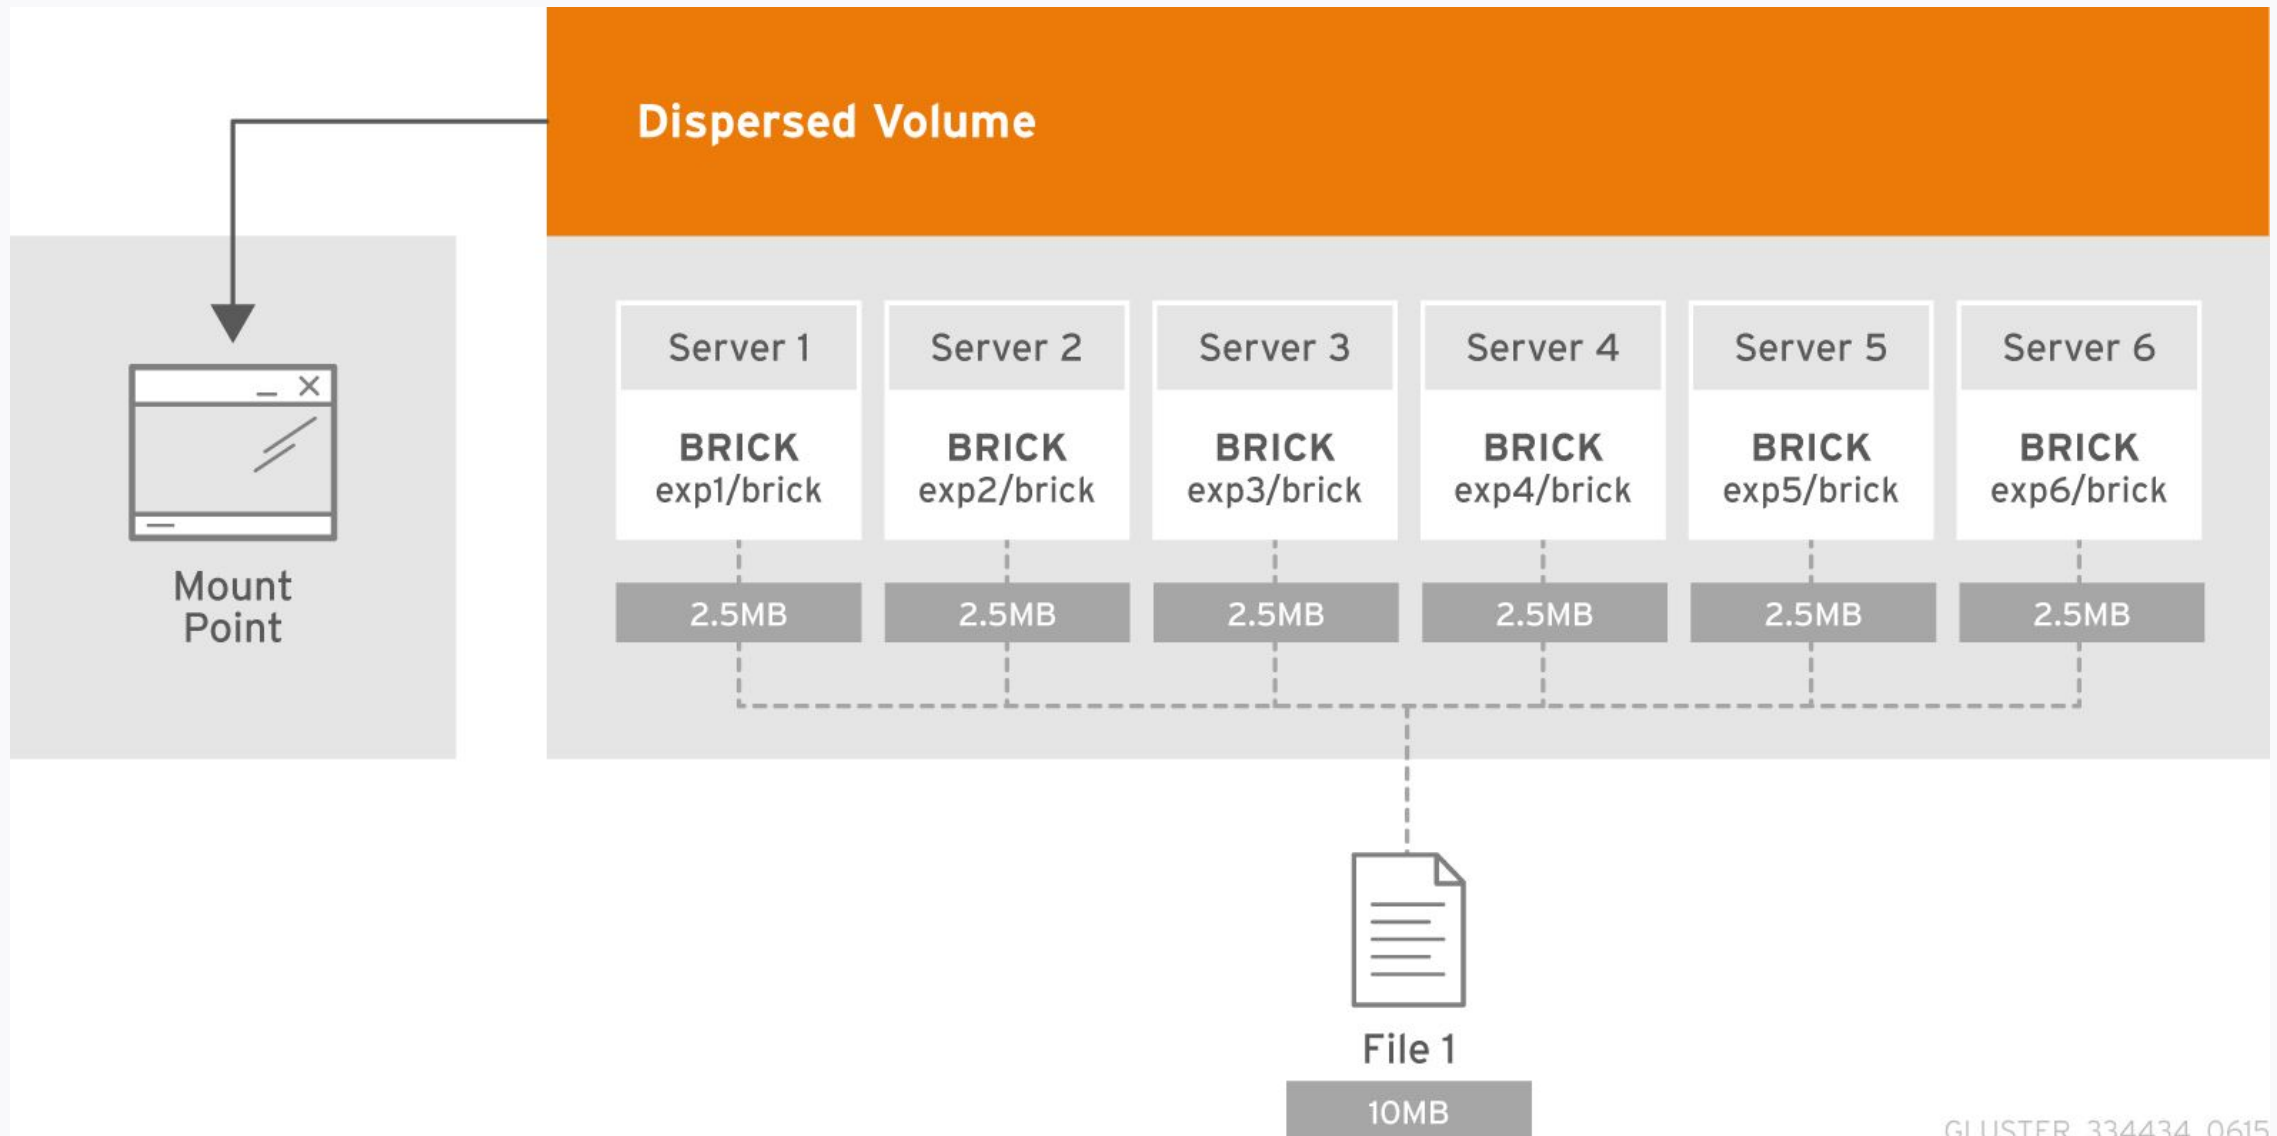 Dispersed Volume
Server 1
Server 2
Server 3
Server 4
Server 5
Server 6
BRICK
exp1/brick
BRICK
exp2/brick
BRICK
exp3/brick
BRICK
exp4/brick
BRICK
exp5/brick
BRICK
exp6/brick
Mount
Point
2.5MB
2.5MB
2.5MB
2.5MB
2.5MB
2.5MB
File 1
10MB
GLUSTER_334434_0615